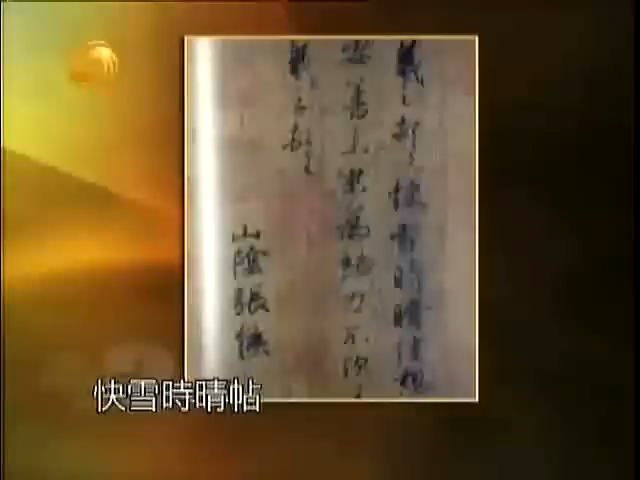 羲之頓首快雪時晴佳想
安善未果為結力不次
羲之頓首
山陰張侯
快雪時晴帖